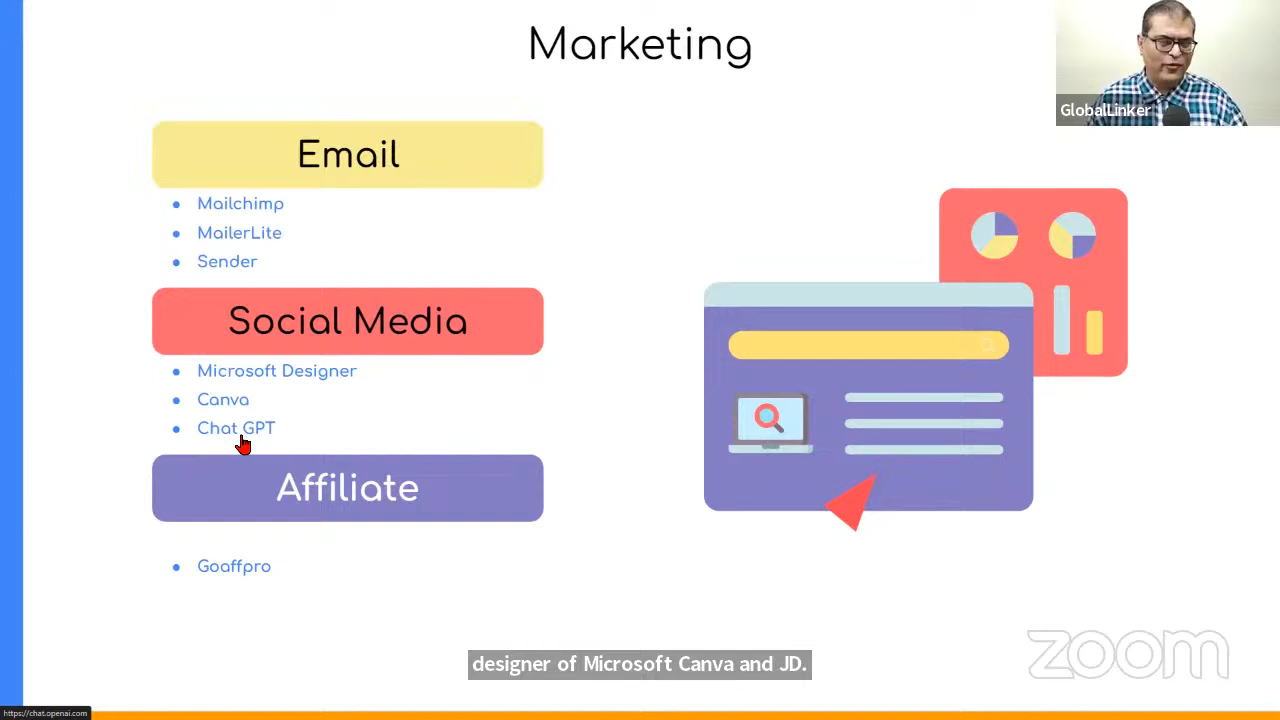 Marketing
GlobalLinker
Email
Mailchimp
MailerLite
Sender
Social Media
Microsoft Designer
Canva
Chat GPT
Affiliate
Goaffpro
designer of Microsoft Canva and JD.
zoom
https://chat.openai.com